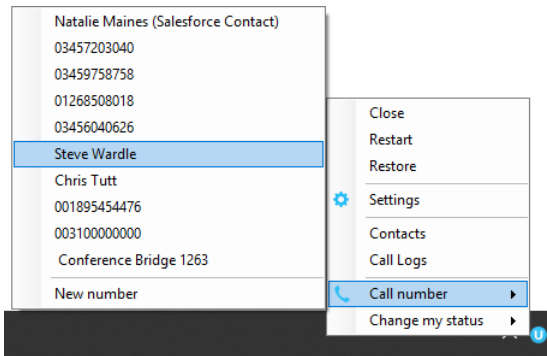 Natalie Maines (Salesforce Contact)
03457203040
03459758758
01268508018
03456040626
Steve Wardle
Chris Tutt
001895454476
003100000000
Conference Bridge 1263
New number
Close
Restart
Restore
Settings
Contacts
Call Logs
Call number
Change my status
U